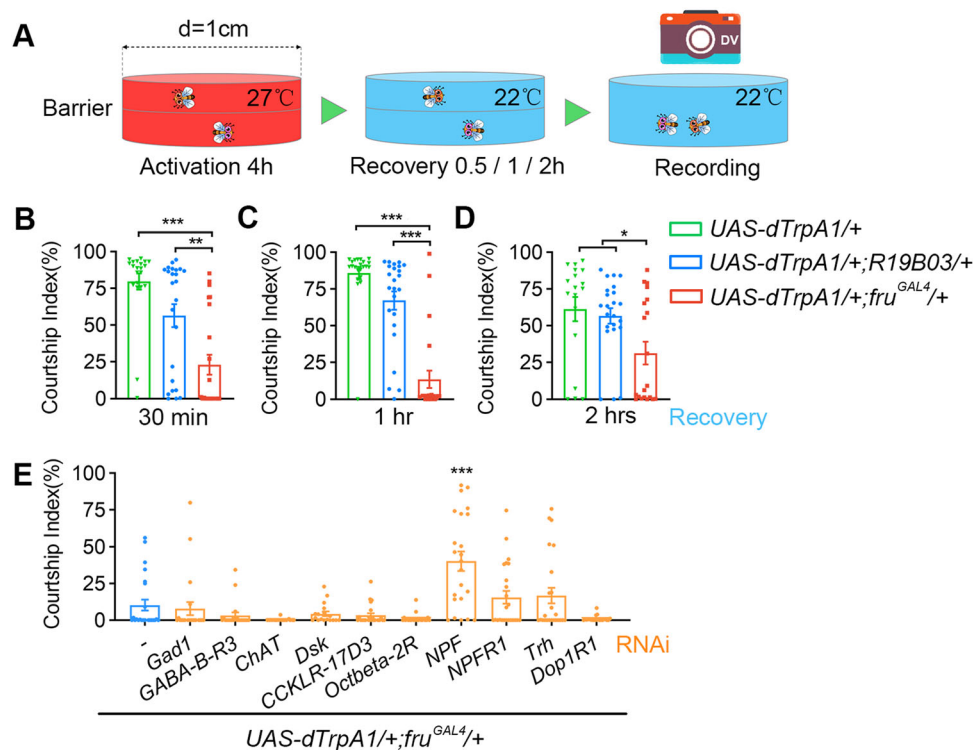 A
d=1cm
DV
Barrier
27℃
22℃
22℃
Activation 4h
Recovery 0.5 / 1 / 2h
Recording
B
C
D
Courtship Index(%)
100
75
50
25
0
***
**
30 min
Courtship Index(%)
100
75
50
25
0
***
***
1 hr
Courtship Index(%)
100
75
50
25
0
*
2 hrs
Recovery
UAS-dTrpA1/+
UAS-dTrpA1/+;R19B03/+
UAS-dTrpA1/+;fruGAL4/+
E
Courtship Index(%)
100
75
50
25
0
***
-
Gad1
GABA-B-R3
ChAT
Dsk
CCKLR-17D3
Octbeta-2R
NPF
NPFR1
Trh
Dop1R1
RNAi
UAS-dTrpA1/+;fruGAL4/+